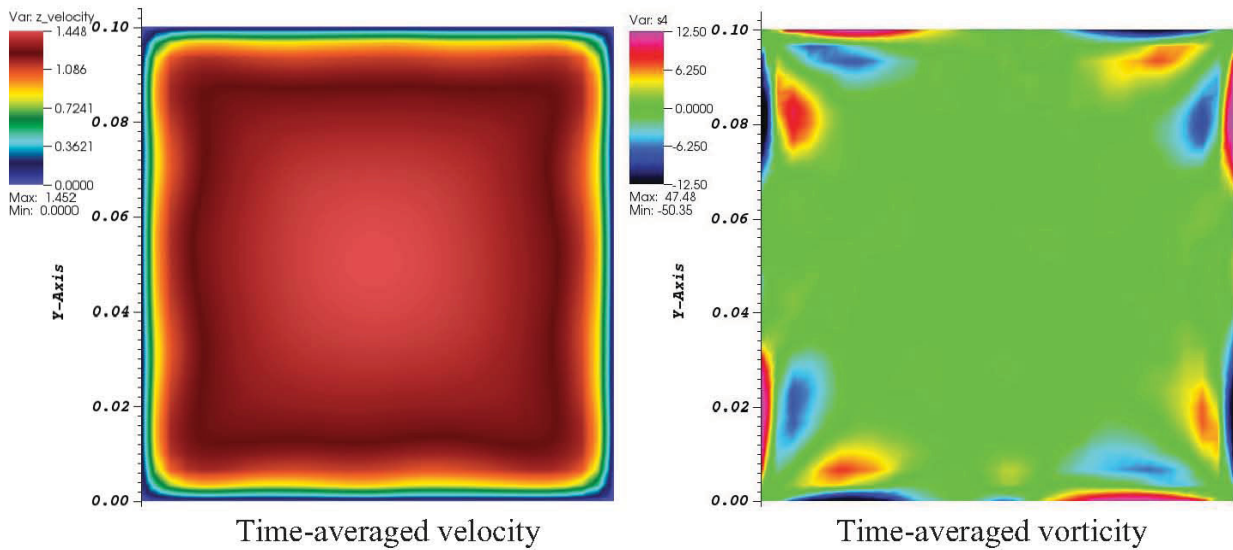 Var: z_velocity
1.448
1.086
0.7241
0.3621
0.0000
Max: 1.452
Min: 0.0000
0.10
0.08
0.06
0.04
0.02
0.00
Y-Axis
Time-averaged velocity
Var: s4
12.50
6.250
0.0000
-6.250
-12.50
Max: 47.48
Min: -50.35
0.10
0.08
0.06
0.04
0.02
0.00
Y-Axis
Time-averaged vorticity